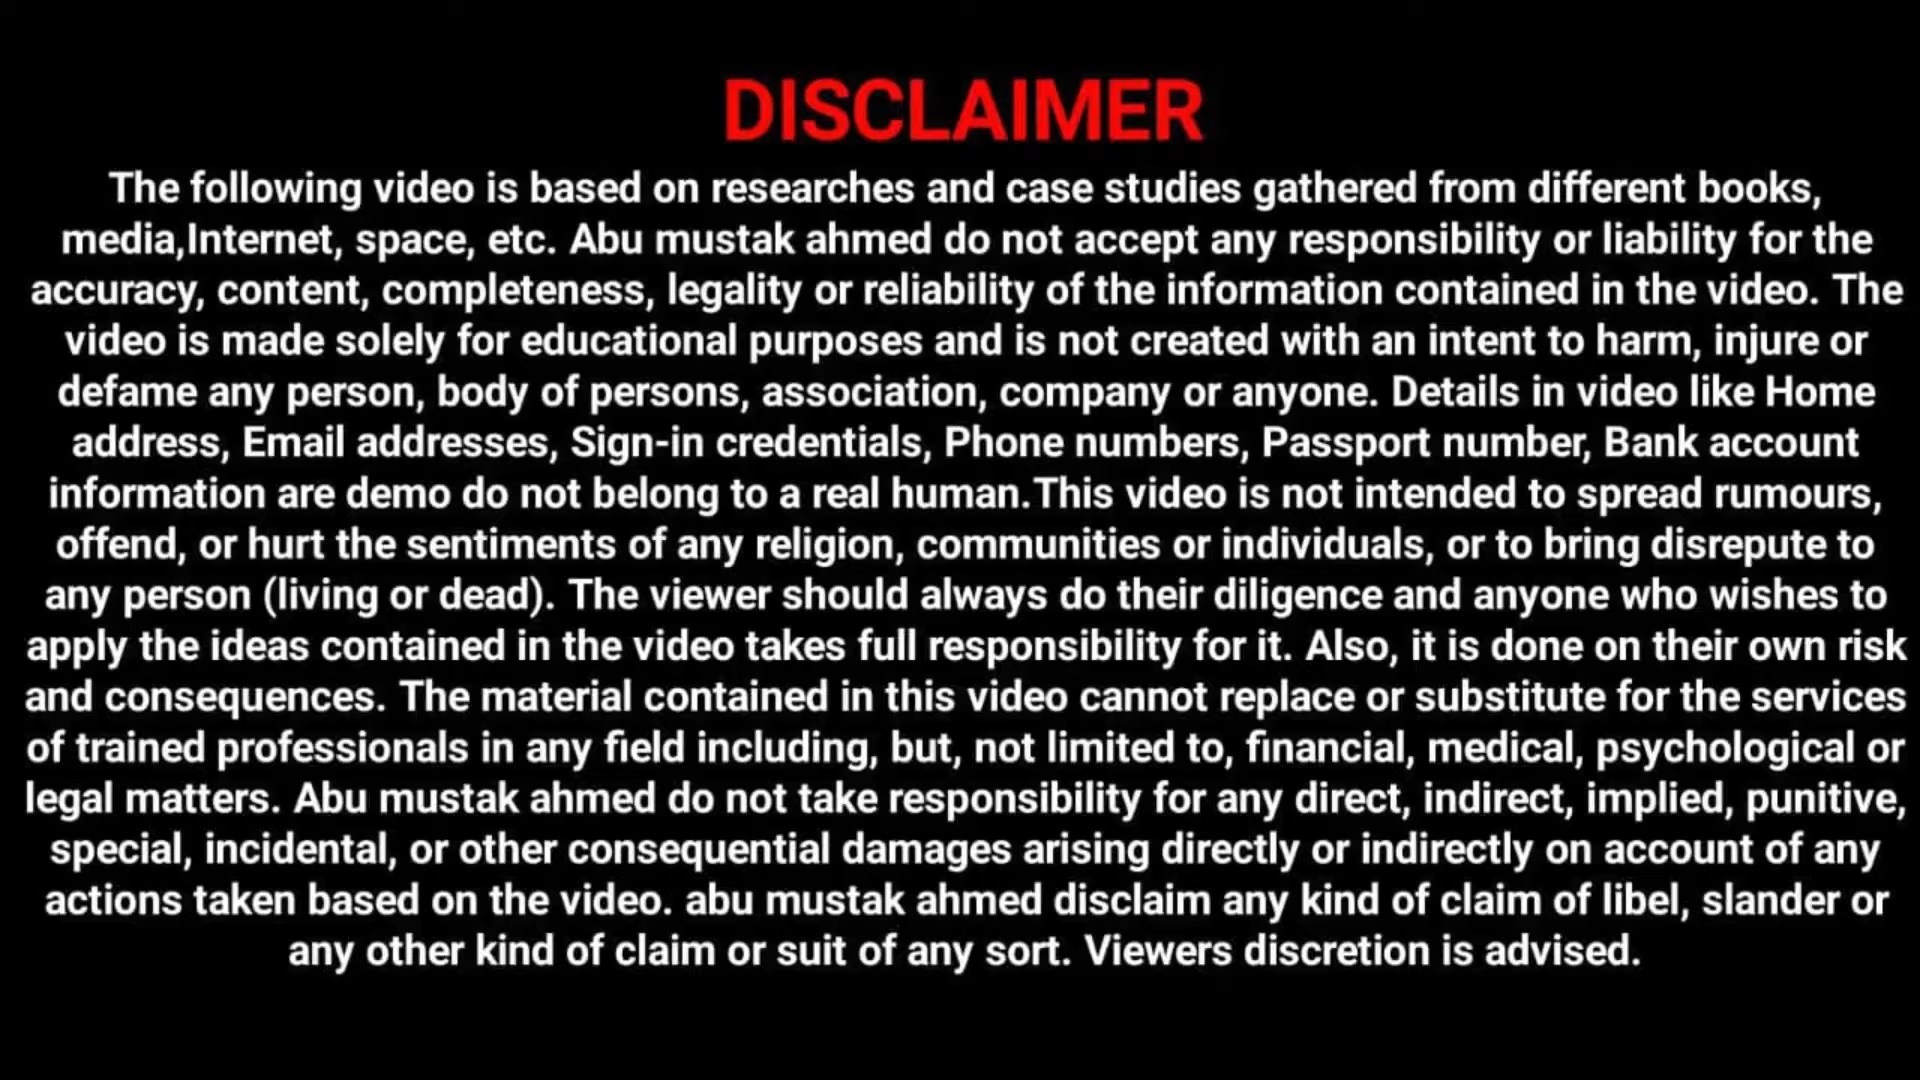 DISCLAIMER
The following video is based on researches and case studies gathered from different books,
media,Internet, space, etc. Abu mustak ahmed do not accept any responsibility or liability for the
accuracy, content, completeness, legality or reliability of the information contained in the video. The
video is made solely for educational purposes and is not created with an intent to harm, injure or
defame any person, body of persons, association, company or anyone. Details in video like Home
address, Email addresses, Sign-in credentials, Phone numbers, Passport number, Bank account
information are demo do not belong to a real human.This video is not intended to spread rumours,
offend, or hurt the sentiments of any religion, communities or individuals, or to bring disrepute to
any person (living or dead). The viewer should always do their diligence and anyone who wishes to
apply the ideas contained in the video takes full responsibility for it. Also, it is done on their own risk
and consequences. The material contained in this video cannot replace or substitute for the services
of trained professionals in any field including, but, not limited to, financial, medical, psychological or
legal matters. Abu mustak ahmed do not take responsibility for any direct, indirect, implied, punitive,
special, incidental, or other consequential damages arising directly or indirectly on account of any
actions taken based on the video. abu mustak ahmed disclaim any kind of claim of libel, slander or
any other kind of claim or suit of any sort. Viewers discretion is advised.